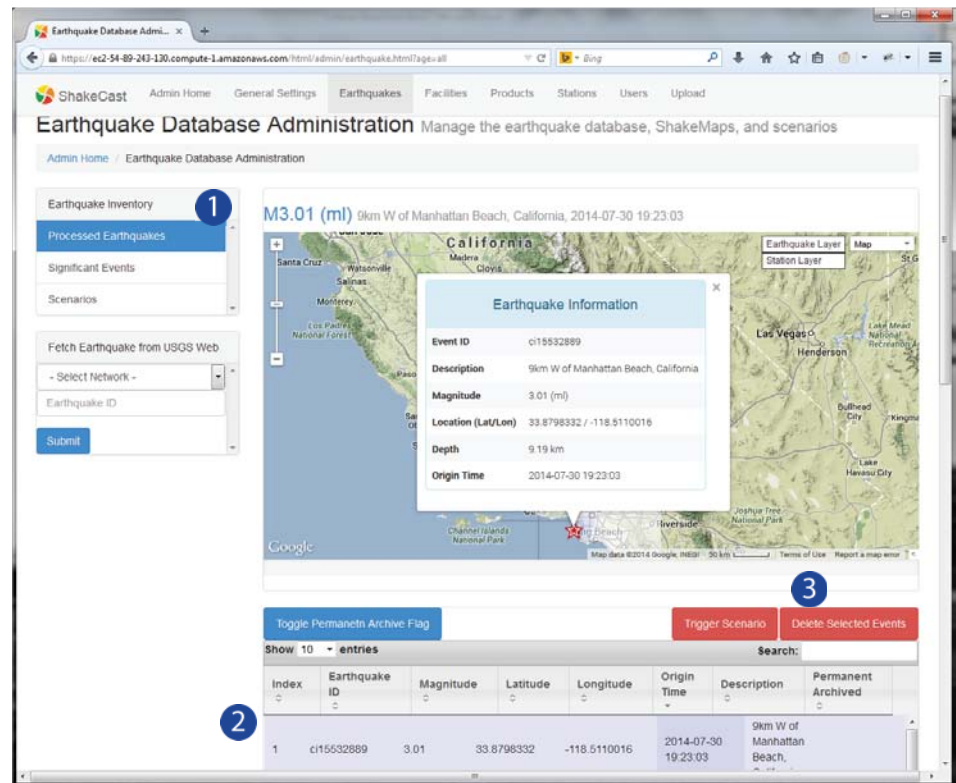 Earthquake Database Admi... × +
https://ec2-54-89-243-130.compute-1.amazonaws.com/html/admin/earthquake.html?age=all
Bing
ShakeCast Admin Home General Settings Earthquakes Facilities Products Stations Users Upload
Earthquake Database Administration Manage the earthquake database, ShakeMaps, and scenarios
Admin Home / Earthquake Database Administration
Earthquake Inventory
1
Processed Earthquakes
Significant Events
Scenarios
Fetch Earthquake from USGS Web
- Select Network -
Earthquake ID
Submit
M3.01 (ml) 9km W of Manhattan Beach, California, 2014-07-30 19:23:03
California
Madera
Clovis
Santa Cruz
Watsonville
Salinas
Monterey
Los Padres
National Forest
Paso
Earthquake Layer
Station Layer
Map
St G
Las Vegas
Henderson
Lake Mead
National
Recreation A
Bullhead
City
Kingma
Lake
Havasu City
Joshua Tree
National Park
Riverside
Long Beach
Channel Islands
National Park
×
Earthquake Information
Event ID ci15532889
Description 9km W of Manhattan Beach, California
Magnitude 3.01 (ml)
Location (Lat/Lon) 33.8798332 / -118.5110016
Depth 9.19 km
Origin Time 2014-07-30 19:23:03
Google
Map data ©2014 Google, INEGI 50 km Terms of Use Report a map error
3
Toggle Permanetn Archive Flag
Trigger Scenario
Delete Selected Events
Show 10 entries
Search:
Index Earthquake ID Magnitude Latitude Longitude Origin Time Description Permanent Archived
2
1 ci15532889 3.01 33.8798332 -118.5110016 2014-07-30 19:23:03 9km W of Manhattan Beach,